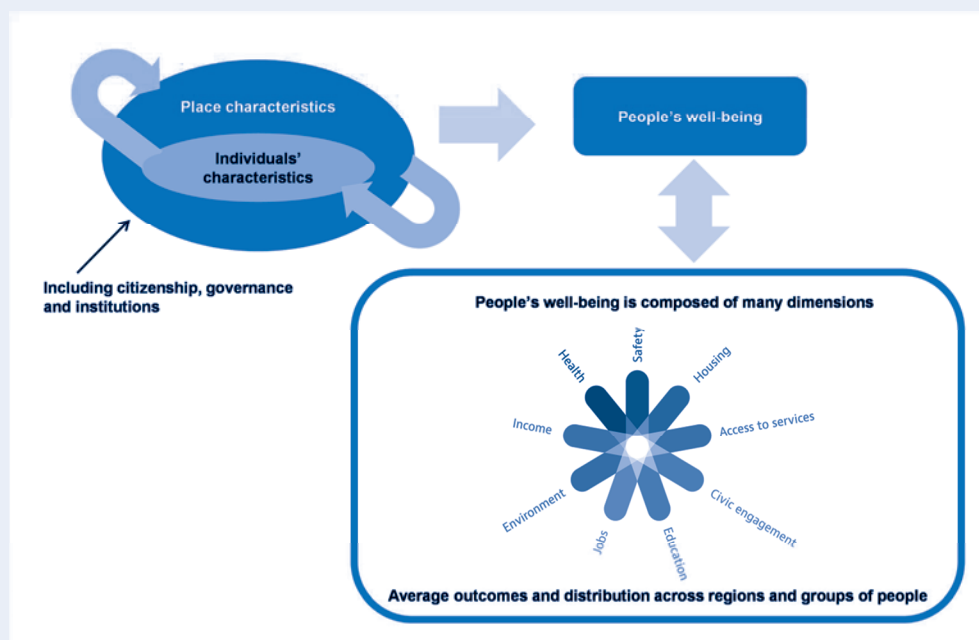 Place characteristics
People's well-being
Individuals'
characteristics
Including citizenship, governance
and institutions
People's well-being is composed of many dimensions
Safety
Health
Housing
Income
Access to services
Environment
Civic engagement
Jobs
Education
Average outcomes and distribution across regions and groups of people